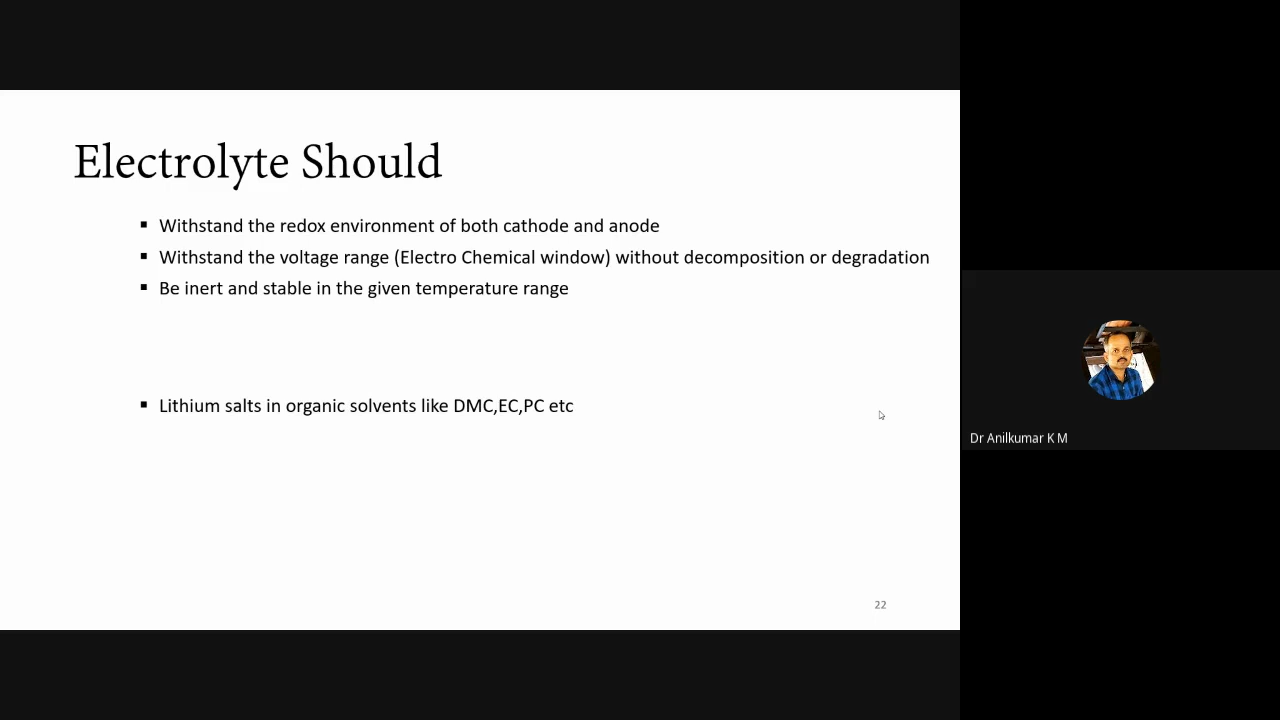 Electrolyte Should
▪ Withstand the redox environment of both cathode and anode
▪ Withstand the voltage range (Electro Chemical window) without decomposition or degradation
▪ Be inert and stable in the given temperature range
▪ Lithium salts in organic solvents like DMC,EC,PC etc
22
Dr Anilkumar K M